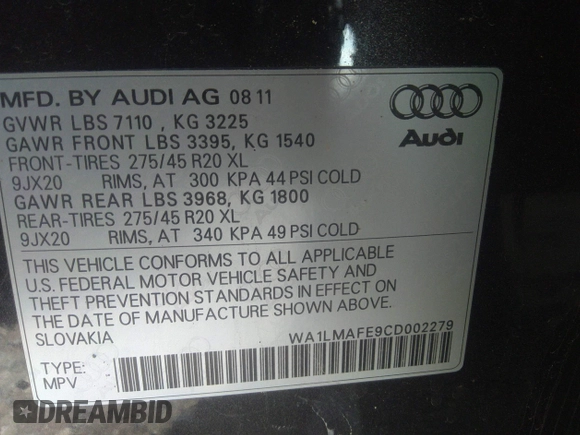 MFD. BY AUDI AG 08 11
GVWR LBS 7110 , KG 3225
GAWR FRONT LBS 3395, KG 1540
FRONT-TIRES 275/45 R20 XL
9JX20 RIMS, AT 300 KPA 44 PSI COLD
GAWR REAR LBS 3968, KG 1800
REAR-TIRES 275/45 R20 XL
9JX20 RIMS, AT 340 KPA 49 PSI COLD
Audi
THIS VEHICLE CONFORMS TO ALL APPLICABLE
U.S. FEDERAL MOTOR VEHICLE SAFETY AND
THEFT PREVENTION STANDARDS IN EFFECT ON
THE DATE OF MANUFACTURE SHOWN ABOVE.
SLOVAKIA WA1LMAFE9CD002279
TYPE:
MPV
DREAMBID